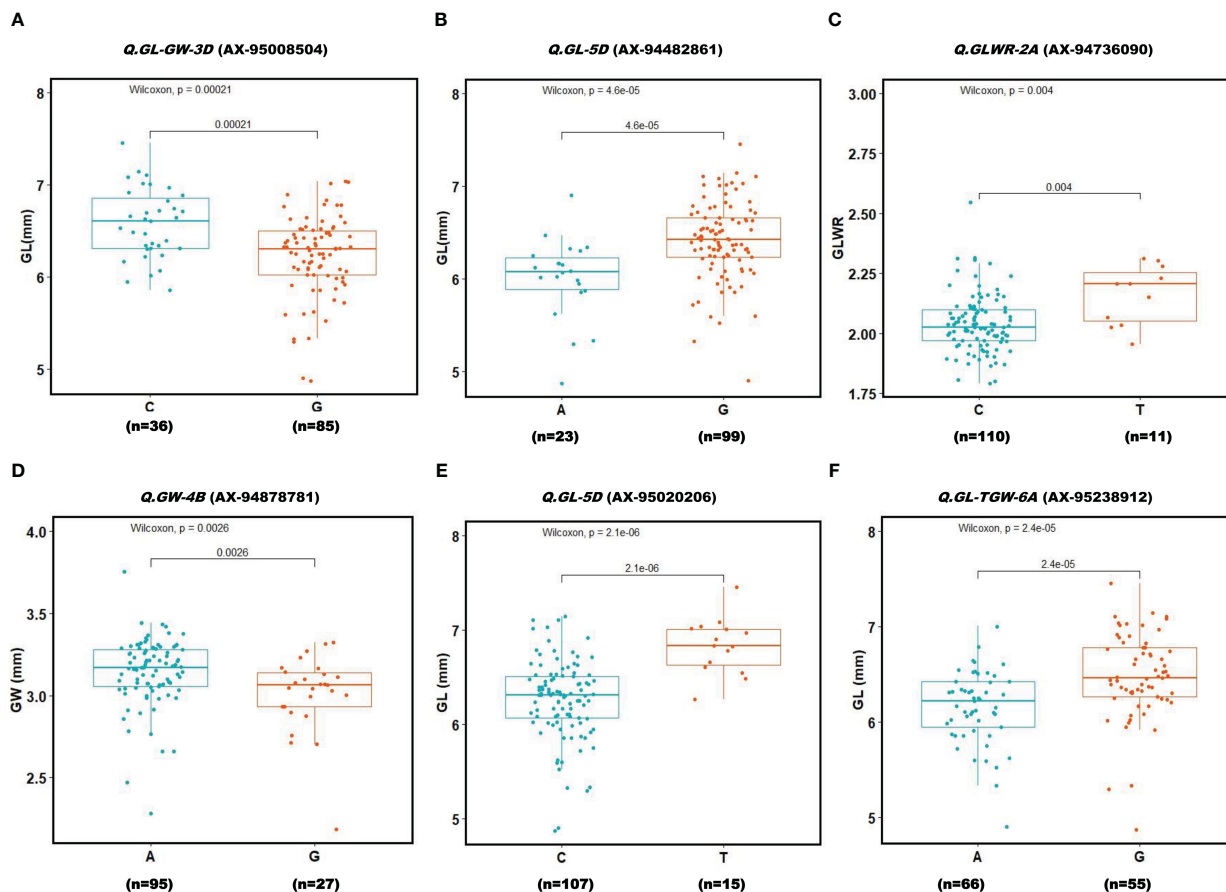 A
Q.GL-GW-3D (AX-95008504)
Wilcoxon, p = 0.00021
0.00021
8
7
6
5
GL(mm)
C
G
(n=36)
(n=85)
B
Q.GL-5D (AX-94482861)
Wilcoxon, p = 4.6e-05
4.6e-05
8
7
6
5
GL(mm)
A
G
(n=23)
(n=99)
C
Q.GLWR-2A (AX-94736090)
Wilcoxon, p = 0.004
0.004
3.00
2.75
2.50
2.25
2.00
1.75
GLWR
C
T
(n=110)
(n=11)
D
Q.GW-4B (AX-94878781)
Wilcoxon, p = 0.0026
0.0026
4.0
3.5
3.0
2.5
GW (mm)
A
G
(n=95)
(n=27)
E
Q.GL-5D (AX-95020206)
Wilcoxon, p = 2.1e-06
2.1e-06
8
7
6
5
GL (mm)
C
T
(n=107)
(n=15)
F
Q.GL-TGW-6A (AX-95238912)
Wilcoxon, p = 2.4e-05
2.4e-05
8
7
6
5
GL (mm)
A
G
(n=66)
(n=55)